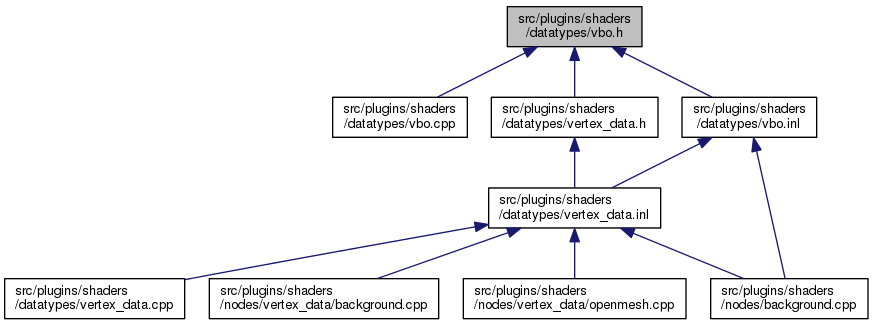 src/plugins/shaders
/datatypes/vbo.h
src/plugins/shaders
/datatypes/vbo.cpp
src/plugins/shaders
/datatypes/vertex_data.h
src/plugins/shaders
/datatypes/vbo.inl
src/plugins/shaders
/datatypes/vertex_data.inl
src/plugins/shaders
/datatypes/vertex_data.cpp
src/plugins/shaders
/nodes/vertex_data/background.cpp
src/plugins/shaders
/nodes/vertex_data/openmesh.cpp
src/plugins/shaders
/nodes/background.cpp